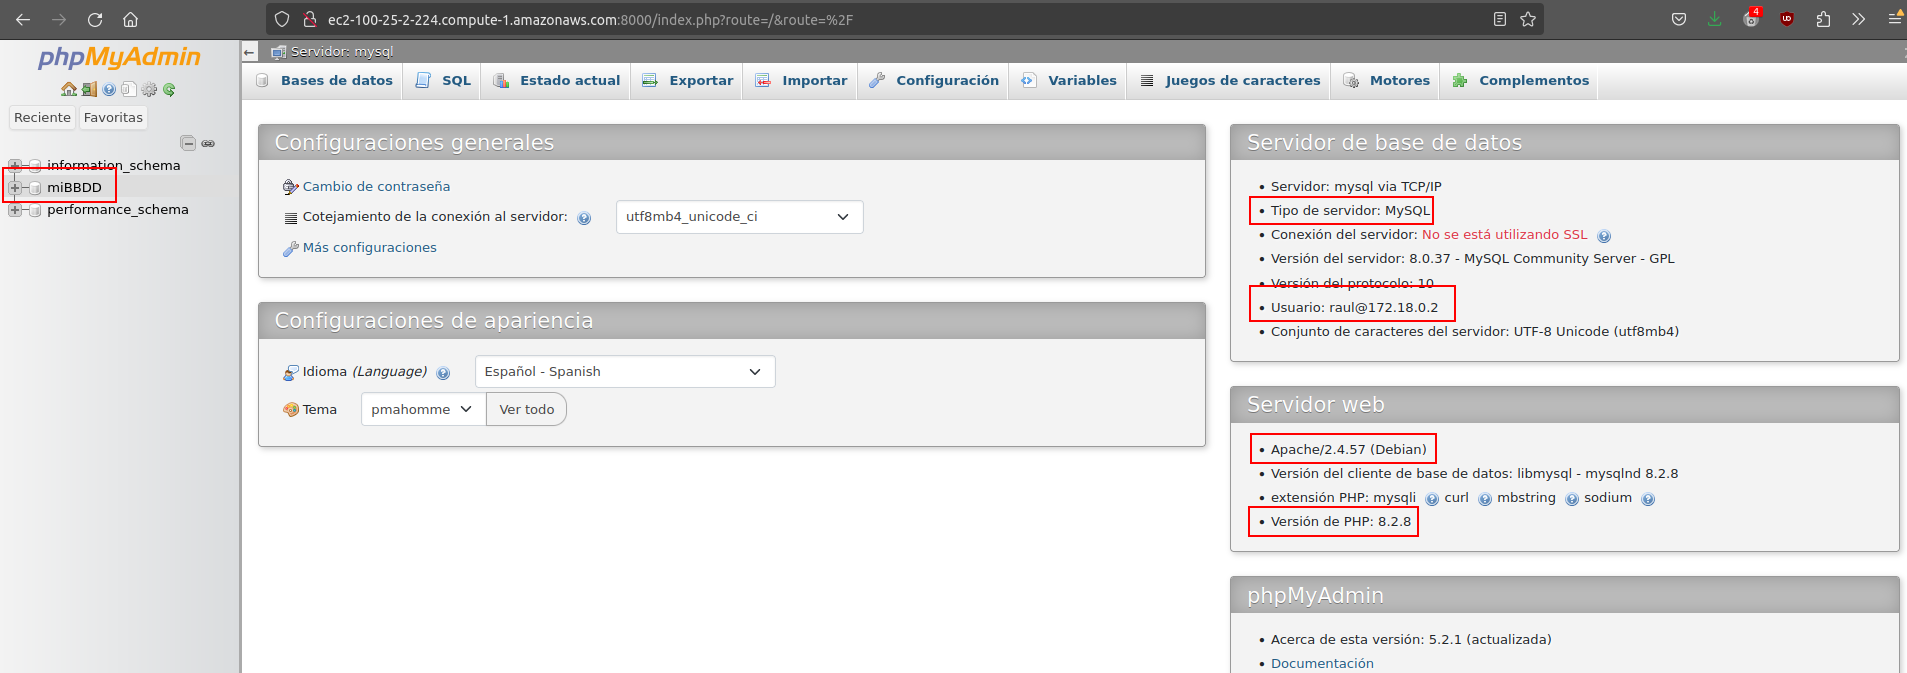 ec2-100-25-2-224.compute-1.amazonaws.com:8000/index.php?route=/&route=%2F
4
phpMyAdmin
Reciente Favoritas
information_schema
miBBDD
performance_schema
Servidor: mysql
Bases de datos SQL Estado actual Exportar Importar Configuración Variables Juegos de caracteres Motores Complementos
Configuraciones generales
Cambio de contraseña
Cotejamiento de la conexión al servidor: utf8mb4_unicode_ci
Más configuraciones
Configuraciones de apariencia
Idioma (Language) Español - Spanish
Tema pmahomme Ver todo
Servidor de base de datos
• Servidor: mysql via TCP/IP
• Tipo de servidor: MySQL
• Conexión del servidor: No se está utilizando SSL
• Versión del servidor: 8.0.37 - MySQL Community Server - GPL
• Versión del protocolo: 10
• Usuario: raul@172.18.0.2
• Conjunto de caracteres del servidor: UTF-8 Unicode (utf8mb4)
Servidor web
• Apache/2.4.57 (Debian)
• Versión del cliente de base de datos: libmysql - mysqlnd 8.2.8
• extensión PHP: mysqli curl mbstring sodium
• Versión de PHP: 8.2.8
phpMyAdmin
• Acerca de esta versión: 5.2.1 (actualizada)
• Documentación